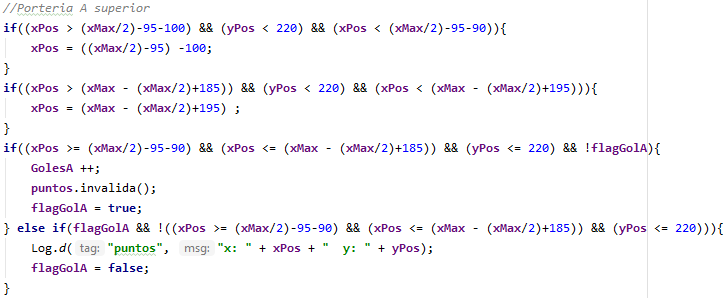 //Porteria A superior
if((xPos > (xMax/2)-95-100) && (yPos < 220) && (xPos < (xMax/2)-95-90)){
xPos = ((xMax/2)-95) -100;
}
if((xPos > (xMax - (xMax/2)+185)) && (yPos < 220) && (xPos < (xMax - (xMax/2)+195))){
xPos = (xMax - (xMax/2)+195) ;
}
if((xPos >= (xMax/2)-95-90) && (xPos <= (xMax - (xMax/2)+185)) && (yPos <= 220) && !flagGolA){
GolesA ++;
puntos.invalida();
flagGolA = true;
} else if(flagGolA && !((xPos >= (xMax/2)-95-90) && (xPos <= (xMax - (xMax/2)+185)) && (yPos <= 220))){
Log.d( tag: "puntos", msg: "x: " + xPos + "  y: " + yPos);
flagGolA = false;
}